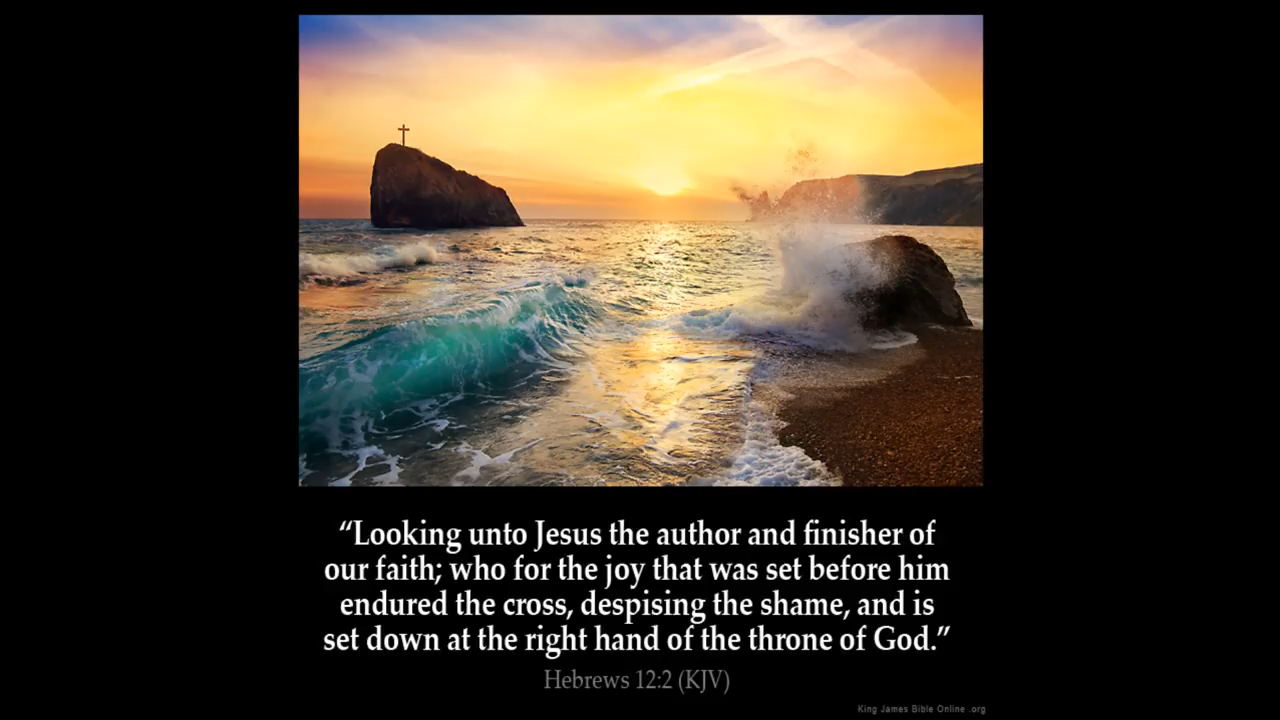 “Looking unto Jesus the author and finisher of
our faith; who for the joy that was set before him
endured the cross, despising the shame, and is
set down at the right hand of the throne of God.”
Hebrews 12:2 (KJV)
King James Bible Online .org